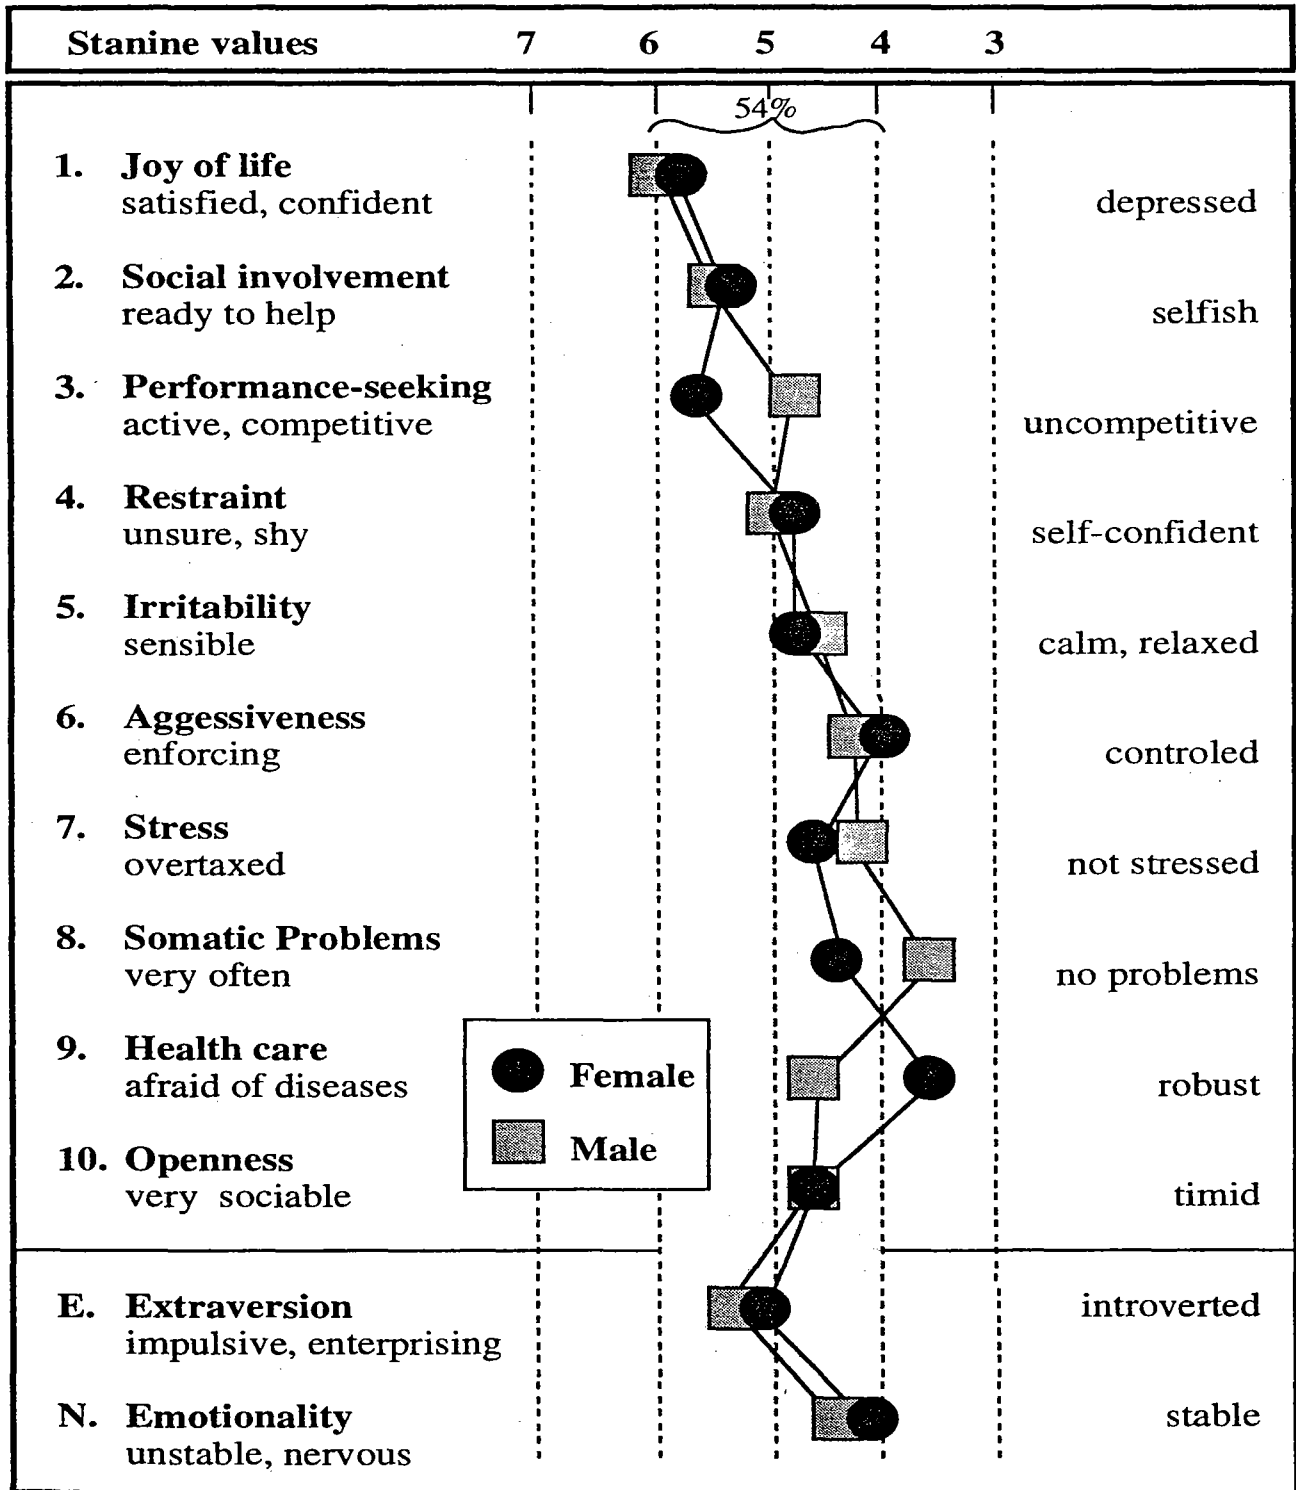 Stanine values 7 6 5 4 3
54%
1. Joy of life
satisfied, confident depressed
2. Social involvement
ready to help selfish
3. Performance-seeking
active, competitive uncompetitive
4. Restraint
unsure, shy self-confident
5. Irritability
sensible calm, relaxed
6. Aggessiveness
enforcing controled
7. Stress
overtaxed not stressed
8. Somatic Problems
very often no problems
9. Health care
afraid of diseases robust
Female
Male
10. Openness
very sociable timid
E. Extraversion introverted
impulsive, enterprising
N. Emotionality stable
unstable, nervous